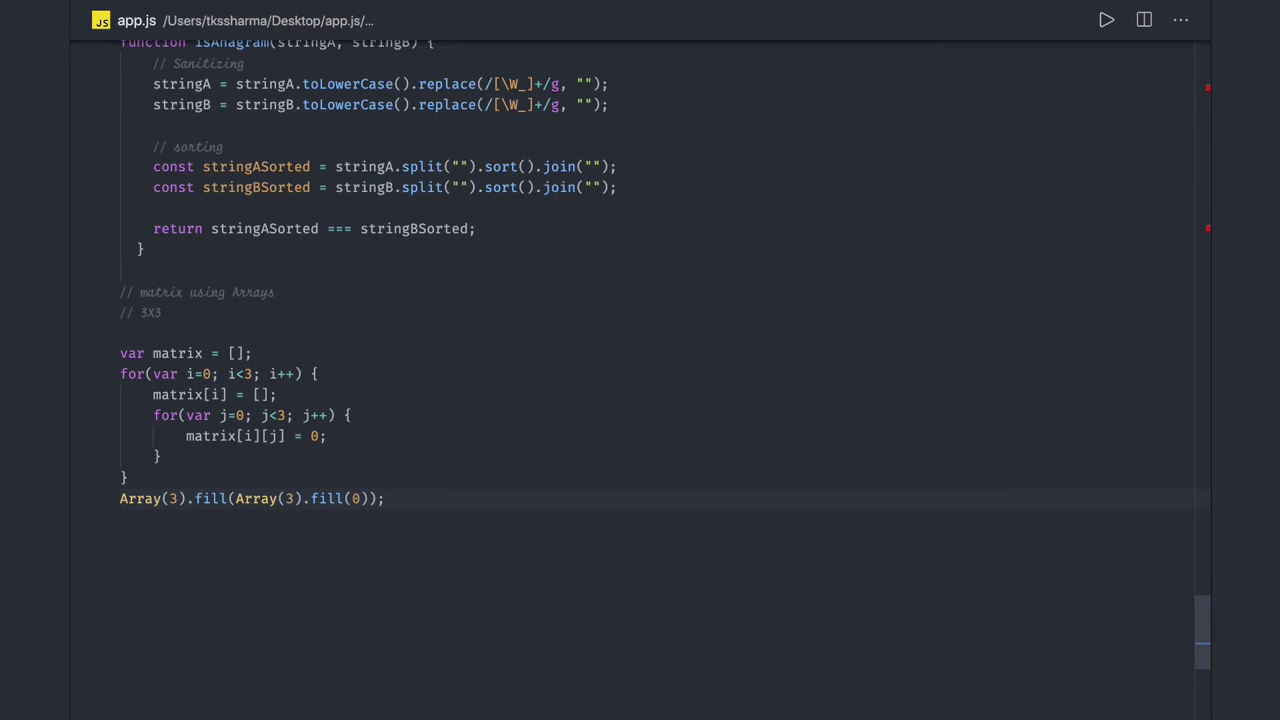 JS app.js /Users/tkssharma/Desktop/app.js/… ···
function isAnagram(stringA, stringB) {
// Sanitizing
stringA = stringA.toLowerCase().replace(/[\W_]+/g, "");
stringB = stringB.toLowerCase().replace(/[\W_]+/g, "");
// sorting
const stringASorted = stringA.split("").sort().join("");
const stringBSorted = stringB.split("").sort().join("");
return stringASorted === stringBSorted;
}
// matrix using Arrays
// 3X3
var matrix = [];
for(var i=0; i<3; i++) {
matrix[i] = [];
for(var j=0; j<3; j++) {
matrix[i][j] = 0;
}
}
Array(3).fill(Array(3).fill(0));